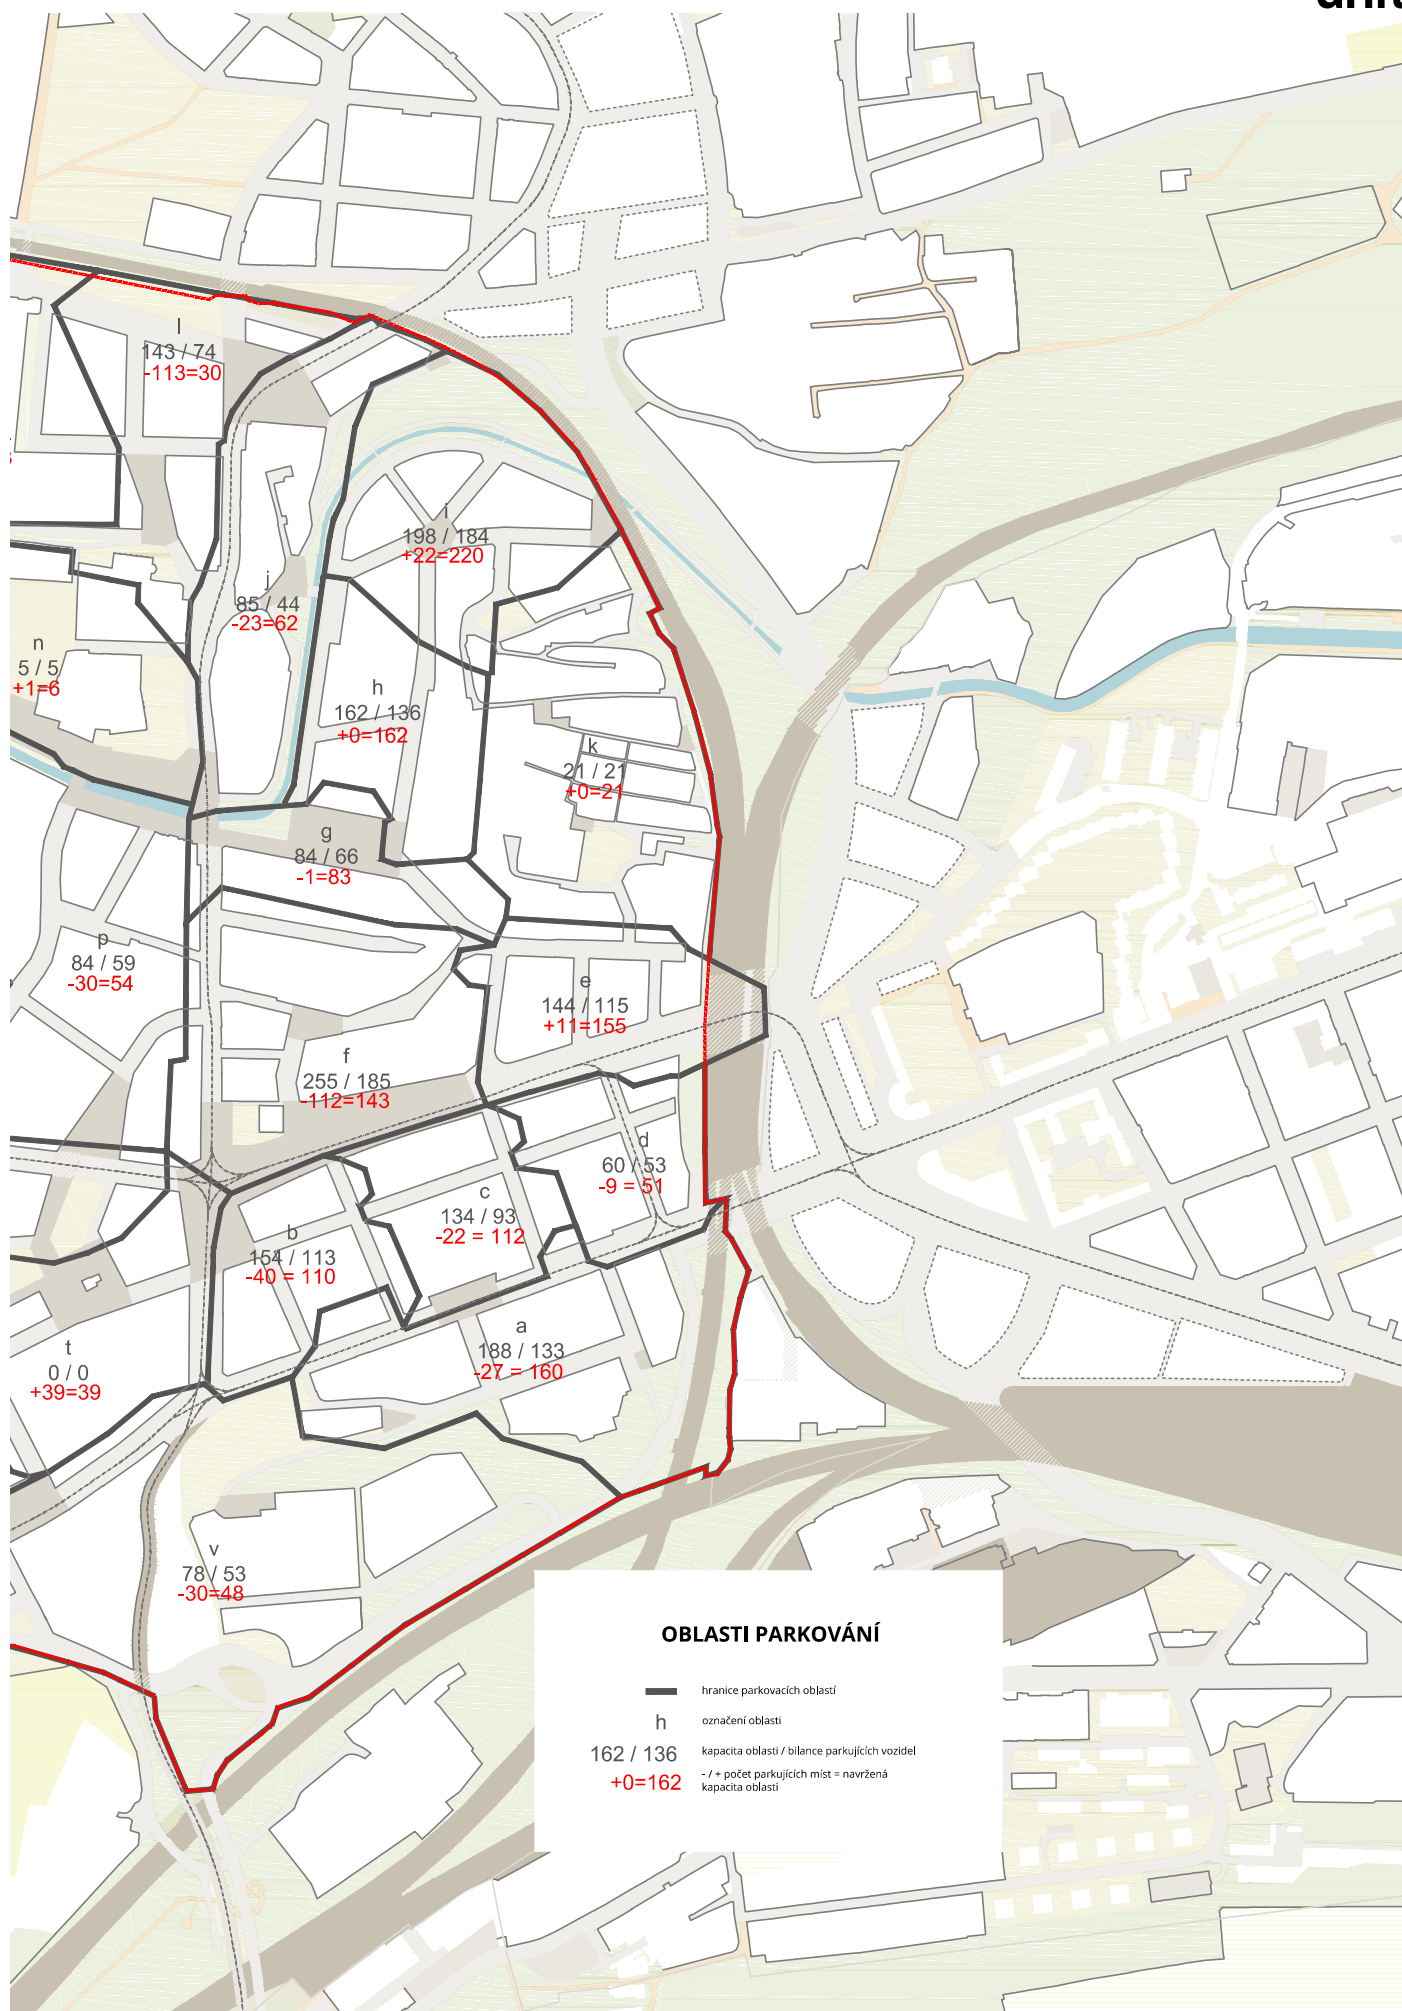 l
143 / 74
-113=30
i
198 / 184
+22=220
j
85 / 44
-23=62
n
5 / 5
+1=6
h
162 / 136
+0=162
k
21 / 21
+0=21
g
84 / 66
-1=83
p
84 / 59
-30=54
e
144 / 115
+11=155
f
255 / 185
-112=143
d
60 / 53
-9 = 51
c
134 / 93
-22 = 112
b
154 / 113
-40 = 110
a
188 / 133
-27 = 160
t
0 / 0
+39=39
v
78 / 53
-30=48
OBLASTI PARKOVÁNÍ
hranice parkovacích oblastí
h označení oblasti
162 / 136 kapacita oblasti / bilance parkujících vozidel
+0=162 - / + počet parkujících míst = navržená
kapacita oblasti